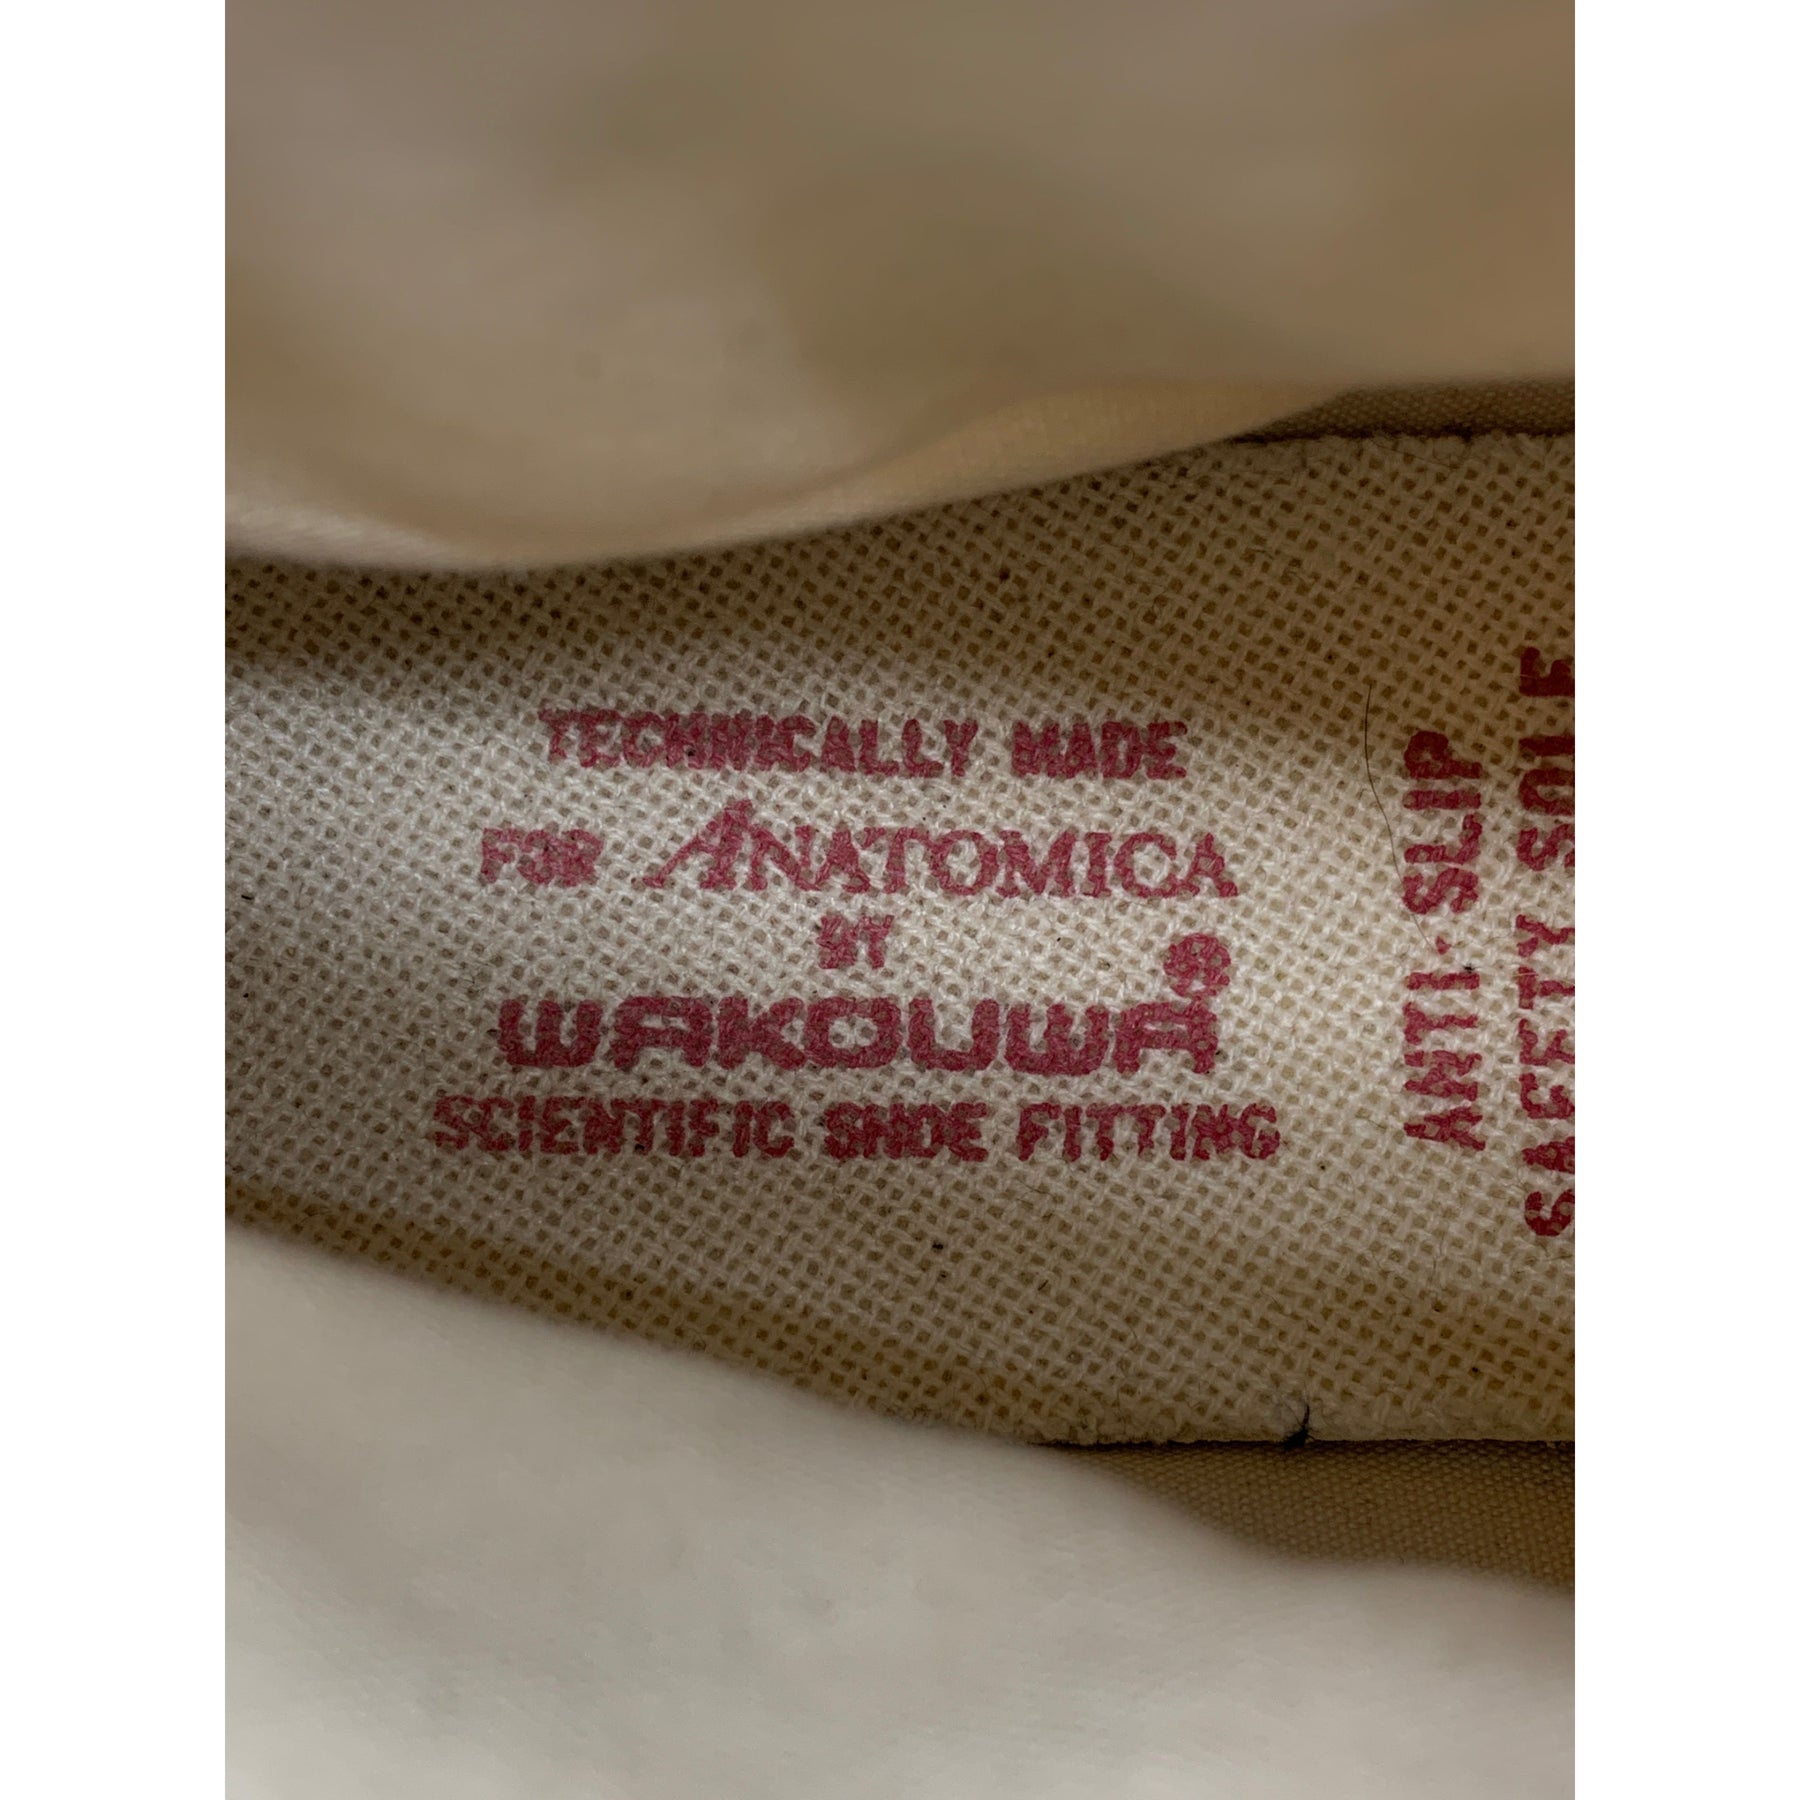 TECHNICALLY MADE
FOR ANATOMICA
BY
WAKOUWA®
SCIENTIFIC SHOE FITTING
ANTI·SLIP
SAFETY SOLE